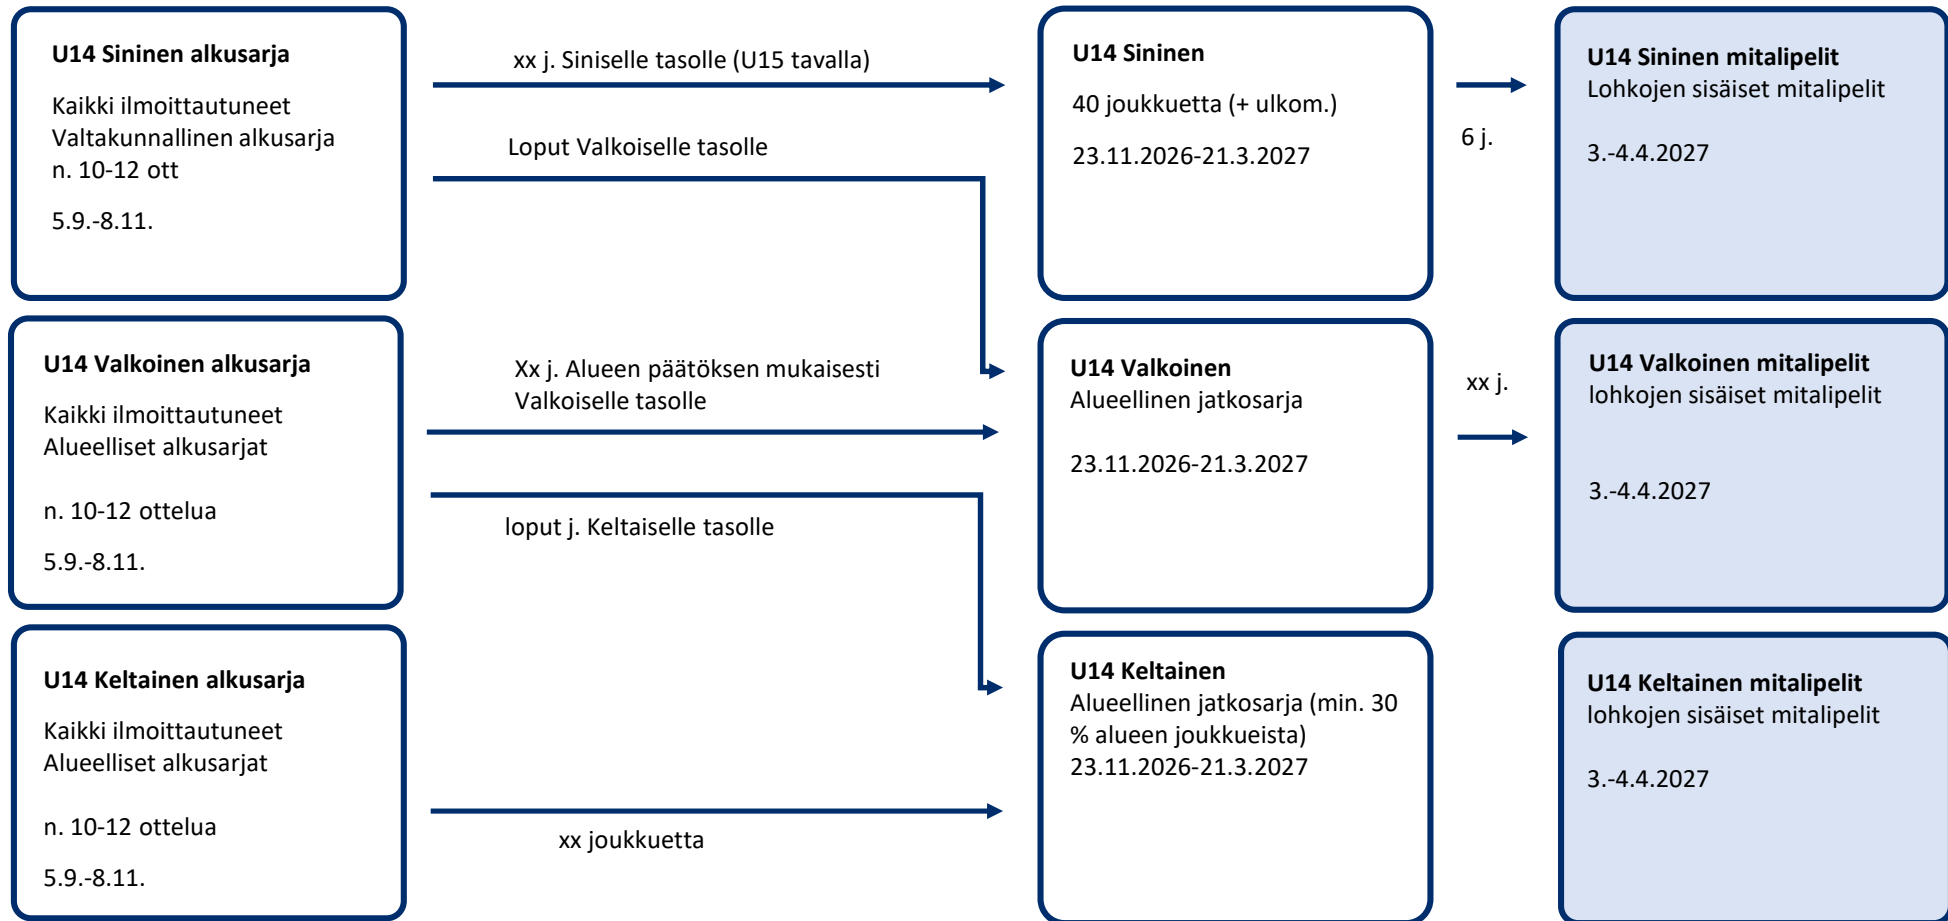 U14 Sininen alkusarja
Kaikki ilmoittautuneet
Valtakunnallinen alkusarja
n. 10-12 ott
5.9.-8.11.
xx j. Siniselle tasolle (U15 tavalla)
Loput Valkoiselle tasolle
U14 Sininen
40 joukkuetta (+ ulkom.)
23.11.2026-21.3.2027
6 j.
U14 Sininen mitalipelit
Lohkojen sisäiset mitalipelit
3.-4.4.2027
U14 Valkoinen alkusarja
Kaikki ilmoittautuneet
Alueelliset alkusarjat
n. 10-12 ottelua
5.9.-8.11.
Xx j. Alueen päätöksen mukaisesti
Valkoiselle tasolle
loput j. Keltaiselle tasolle
U14 Valkoinen
Alueellinen jatkosarja
23.11.2026-21.3.2027
xx j.
U14 Valkoinen mitalipelit
lohkojen sisäiset mitalipelit
3.-4.4.2027
U14 Keltainen alkusarja
Kaikki ilmoittautuneet
Alueelliset alkusarjat
n. 10-12 ottelua
5.9.-8.11.
xx joukkuetta
U14 Keltainen
Alueellinen jatkosarja (min. 30
% alueen joukkueista)
23.11.2026-21.3.2027
U14 Keltainen mitalipelit
lohkojen sisäiset mitalipelit
3.-4.4.2027